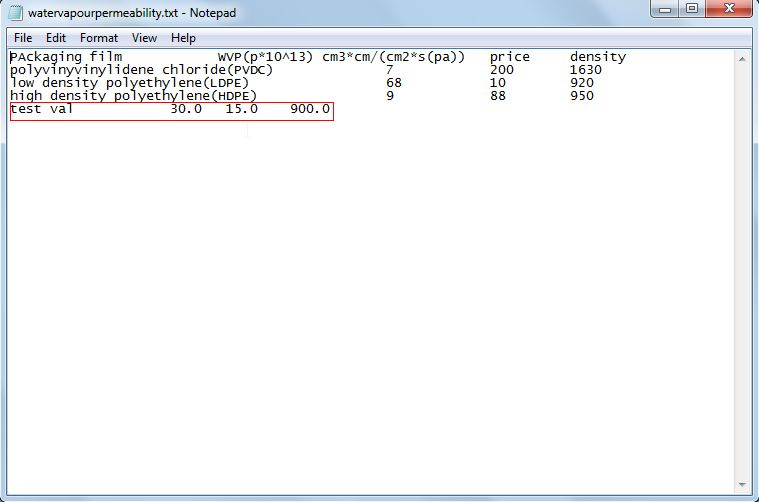 watervapourpermeability.txt - Notepad
File Edit Format View Help
PAckaging film WVP(p*10^13) cm3*cm/(cm2*s(pa)) price density
polyvinyvinylidene chloride(PVDC) 7 200 1630
low density polyethylene(LDPE) 68 10 920
high density polyethylene(HDPE) 9 88 950
test val 30.0 15.0 900.0